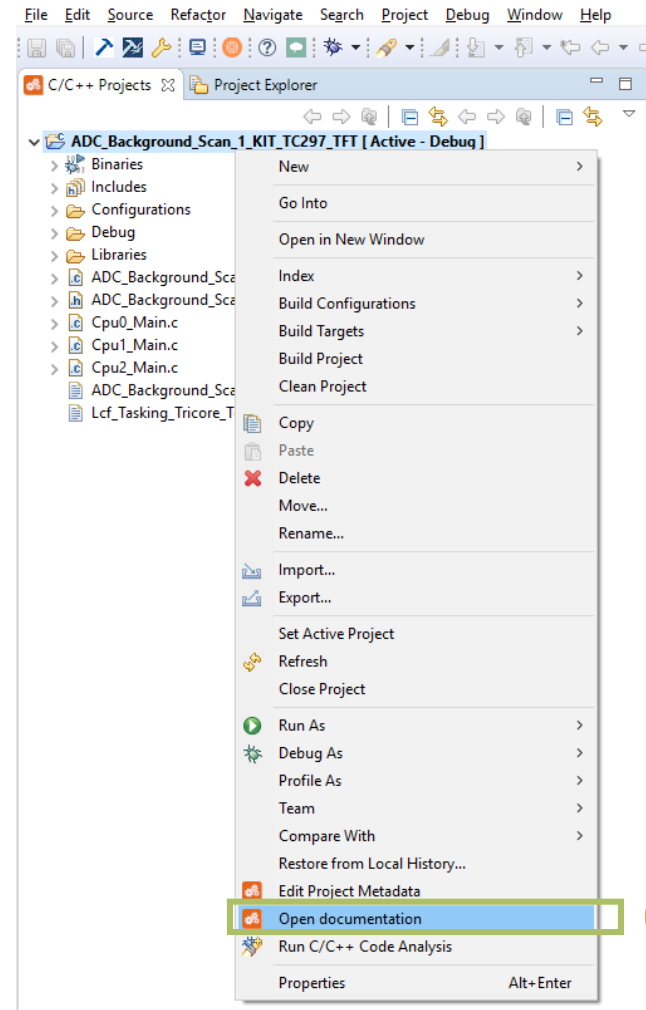 File Edit Source Refactor Navigate Search Project Debug Window Help
C/C++ Projects Project Explorer
ADC_Background_Scan_1_KIT_TC297_TFT [ Active - Debug ]
Binaries
Includes
Configurations
Debug
Libraries
ADC_Background_Sca
ADC_Background_Sca
Cpu0_Main.c
Cpu1_Main.c
Cpu2_Main.c
ADC_Background_Sca
Lcf_Tasking_Tricore_T
New
Go Into
Open in New Window
Index
Build Configurations
Build Targets
Build Project
Clean Project
Copy
Paste
Delete
Move...
Rename...
Import...
Export...
Set Active Project
Refresh
Close Project
Run As
Debug As
Profile As
Team
Compare With
Restore from Local History...
Edit Project Metadata
Open documentation
Run C/C++ Code Analysis
Properties Alt+Enter